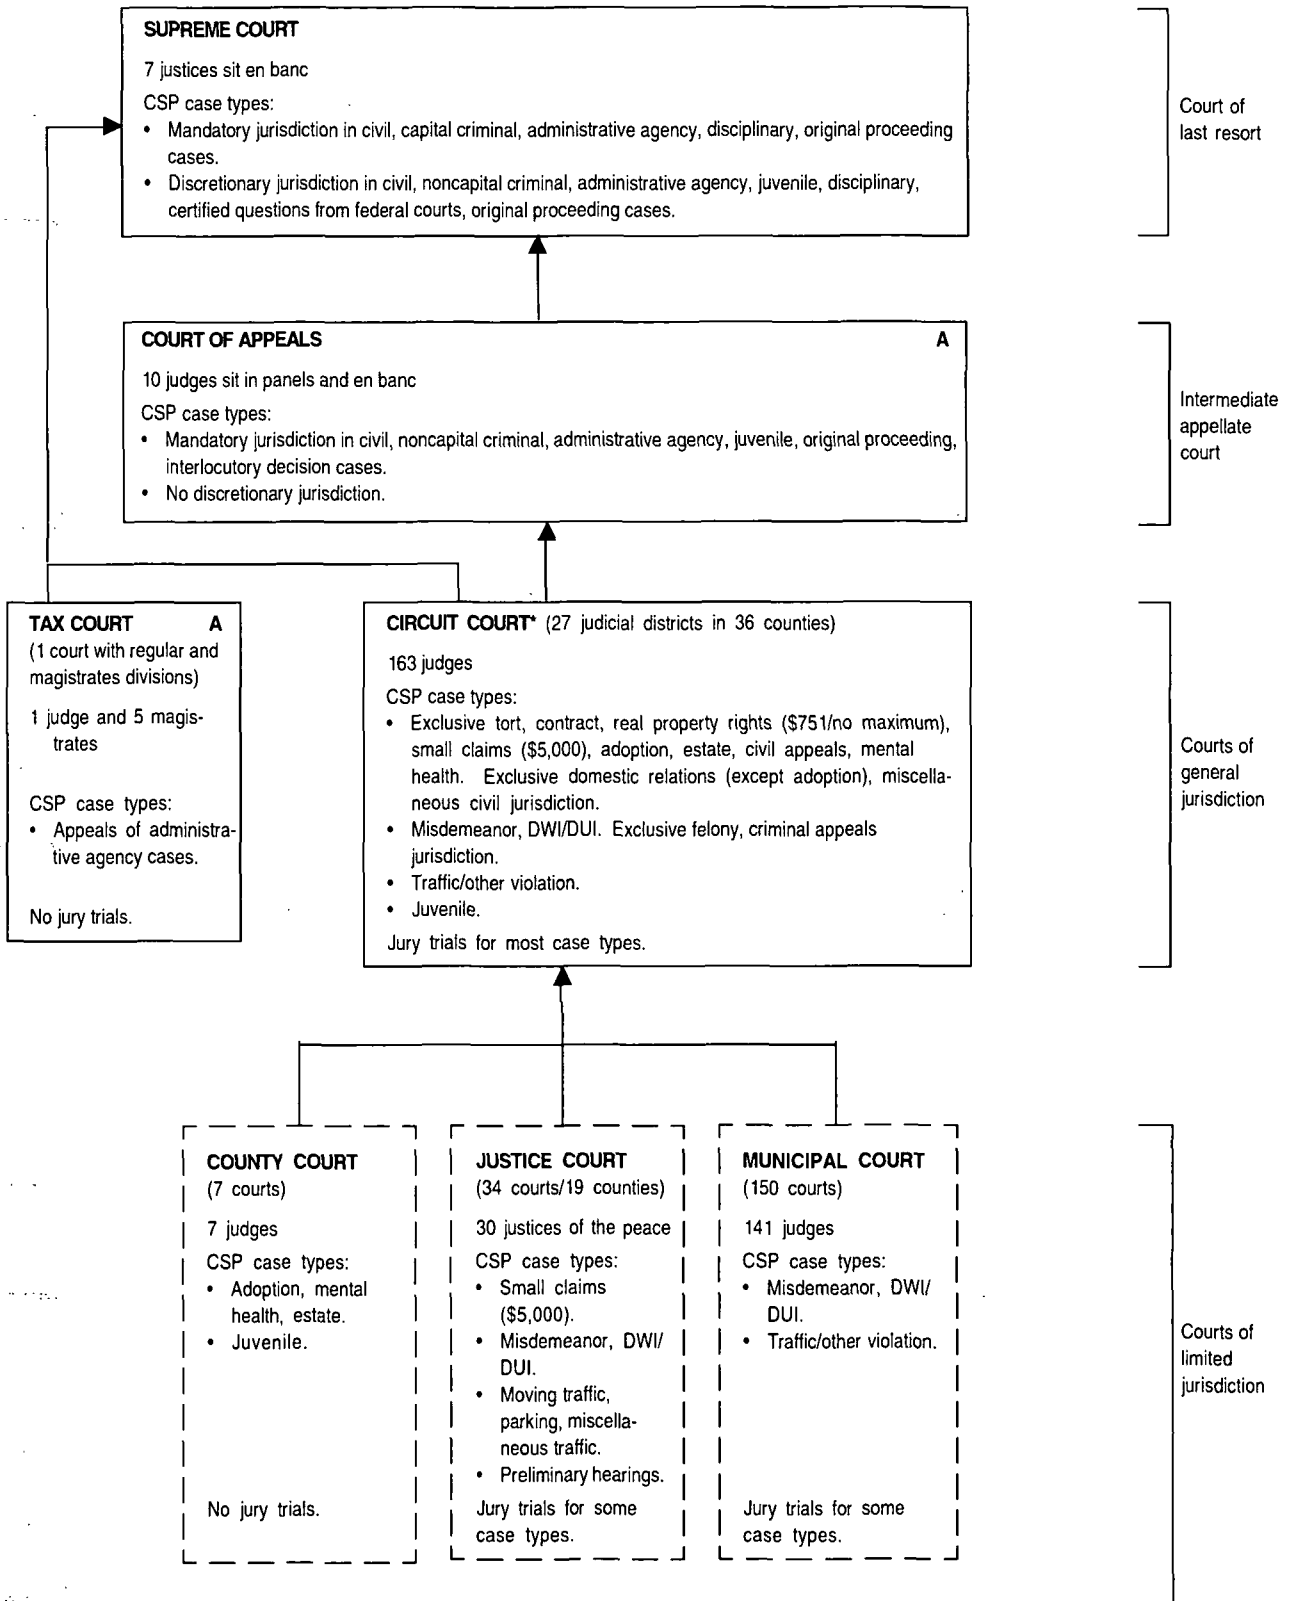 SUPREME COURT
7 justices sit en banc
CSP case types:
• Mandatory jurisdiction in civil, capital criminal, administrative agency, disciplinary, original proceeding
cases.
• Discretionary jurisdiction in civil, noncapital criminal, administrative agency, juvenile, disciplinary,
certified questions from federal courts, original proceeding cases.
Court of
last resort
COURT OF APPEALS A
10 judges sit in panels and en banc
CSP case types:
• Mandatory jurisdiction in civil, noncapital criminal, administrative agency, juvenile, original proceeding,
interlocutory decision cases.
• No discretionary jurisdiction.
Intermediate
appellate
court
TAX COURT A
(1 court with regular and
magistrates divisions)
1 judge and 5 magis-
trates
CSP case types:
• Appeals of administra-
tive agency cases.
No jury trials.
CIRCUIT COURT* (27 judicial districts in 36 counties)
163 judges
CSP case types:
• Exclusive tort, contract, real property rights ($751/no maximum),
small claims ($5,000), adoption, estate, civil appeals, mental
health. Exclusive domestic relations (except adoption), miscella-
neous civil jurisdiction.
• Misdemeanor, DWI/DUI. Exclusive felony, criminal appeals
jurisdiction.
• Traffic/other violation.
• Juvenile.
Jury trials for most case types.
Courts of
general
jurisdiction
COUNTY COURT
(7 courts)
7 judges
CSP case types:
• Adoption, mental
health, estate.
• Juvenile.
No jury trials.
JUSTICE COURT
(34 courts/19 counties)
30 justices of the peace
CSP case types:
• Small claims
($5,000).
• Misdemeanor, DWI/
DUI.
• Moving traffic,
parking, miscella-
neous traffic.
• Preliminary hearings.
Jury trials for some
case types.
MUNICIPAL COURT
(150 courts)
141 judges
CSP case types:
• Misdemeanor, DWI/
DUI.
• Traffic/other violation.
Jury trials for some
case types.
Courts of
limited
jurisdiction